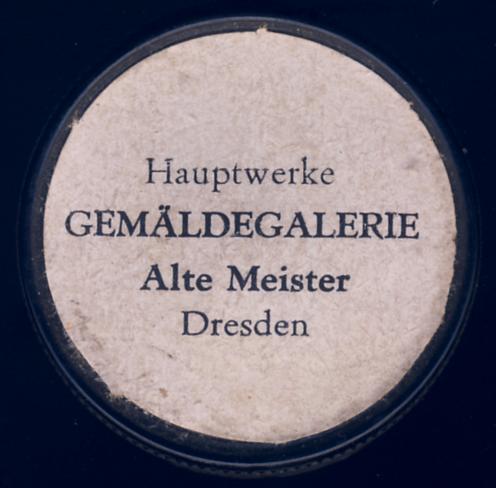 Hauptwerke
GEMÄLDEGALERIE
Alte Meister
Dresden